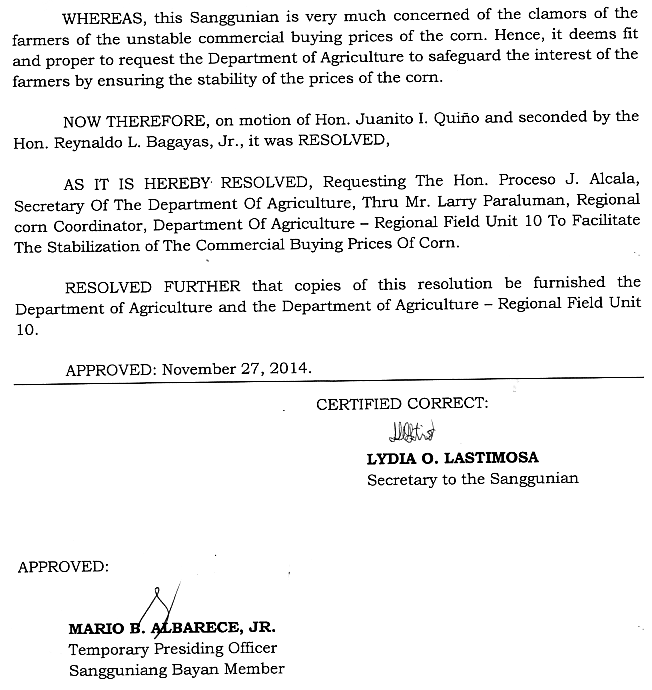 WHEREAS, this Sanggunian is very much concerned of the clamors of the
farmers of the unstable commercial buying prices of the corn. Hence, it deems fit
and proper to request the Department of Agriculture to safeguard the interest of the
farmers by ensuring the stability of the prices of the corn.
NOW THEREFORE, on motion of Hon. Juanito I. Quiño and seconded by the
Hon. Reynaldo L. Bagayas, Jr., it was RESOLVED,
AS IT IS HEREBY RESOLVED, Requesting The Hon. Proceso J. Alcala,
Secretary Of The Department Of Agriculture, Thru Mr. Larry Paraluman, Regional
corn Coordinator, Department Of Agriculture – Regional Field Unit 10 To Facilitate
The Stabilization of The Commercial Buying Prices Of Corn.
RESOLVED FURTHER that copies of this resolution be furnished the
Department of Agriculture and the Department of Agriculture – Regional Field Unit
10.
APPROVED: November 27, 2014.
CERTIFIED CORRECT:
LYDIA O. LASTIMOSA
Secretary to the Sanggunian
APPROVED:
MARIO B. ALBARECE, JR.
Temporary Presiding Officer
Sangguniang Bayan Member